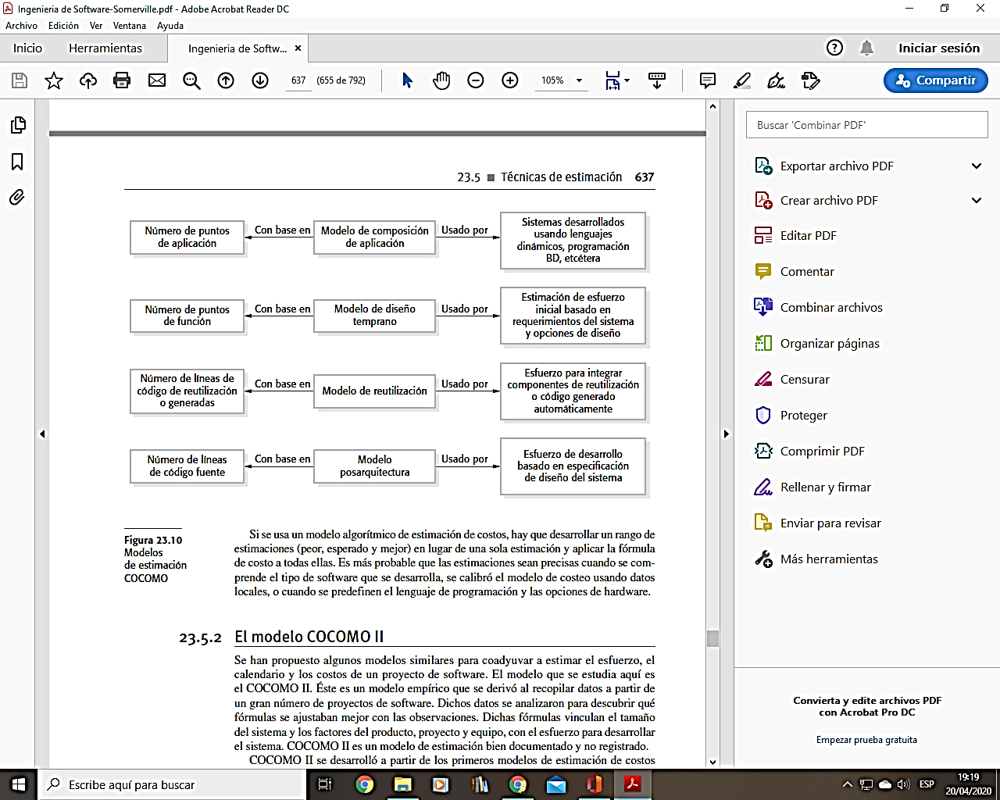 Ingenieria de Software-Somerville.pdf - Adobe Acrobat Reader DC
Archivo Edición Ver Ventana Ayuda
Inicio Herramientas Ingenieria de Softw... × Iniciar sesión
637 (655 de 792) 105% Compartir
23.5 ■ Técnicas de estimación 637
Número de puntos
de aplicación
Con base en
Modelo de composición
de aplicación
Usado por
Sistemas desarrollados
usando lenguajes
dinámicos, programación
BD, etcétera
Número de puntos
de función
Con base en
Modelo de diseño
temprano
Usado por
Estimación de esfuerzo
inicial basado en
requerimientos del sistema
y opciones de diseño
Número de líneas de
código de reutilización
o generadas
Con base en
Modelo de reutilización
Usado por
Esfuerzo para integrar
componentes de reutilización
o código generado
automáticamente
Número de líneas
de código fuente
Con base en
Modelo
posarquitectura
Usado por
Esfuerzo de desarrollo
basado en especificación
de diseño del sistema
Figura 23.10
Modelos
de estimación
COCOMO
Si se usa un modelo algorítmico de estimación de costos, hay que desarrollar un rango de
estimaciones (peor, esperado y mejor) en lugar de una sola estimación y aplicar la fórmula
de costo a todas ellas. Es más probable que las estimaciones sean precisas cuando se com-
prende el tipo de software que se desarrolla, se calibró el modelo de costeo usando datos
locales, o cuando se predefinen el lenguaje de programación y las opciones de hardware.
23.5.2 El modelo COCOMO II
Se han propuesto algunos modelos similares para coadyuvar a estimar el esfuerzo, el
calendario y los costos de un proyecto de software. El modelo que se estudia aquí es
el COCOMO II. Éste es un modelo empírico que se derivó al recopilar datos a partir de
un gran número de proyectos de software. Dichos datos se analizaron para descubrir qué
fórmulas se ajustaban mejor con las observaciones. Dichas fórmulas vinculan el tamaño
del sistema y los factores del producto, proyecto y equipo, con el esfuerzo para desarrollar
el sistema. COCOMO II es un modelo de estimación bien documentado y no registrado.
COCOMO II se desarrolló a partir de los primeros modelos de estimación de costos
Buscar 'Combinar PDF'
Exportar archivo PDF
Crear archivo PDF
Editar PDF
Comentar
Combinar archivos
Organizar páginas
Censurar
Proteger
Comprimir PDF
Rellenar y firmar
Enviar para revisar
Más herramientas
Convierta y edite archivos PDF
con Acrobat Pro DC
Empezar prueba gratuita
Escribe aquí para buscar
ESP
19:19
20/04/2020